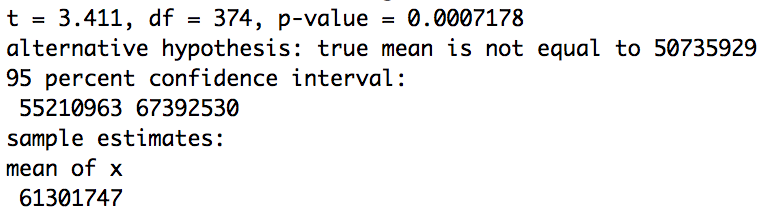 t = 3.411, df = 374, p-value = 0.0007178
alternative hypothesis: true mean is not equal to 50735929
95 percent confidence interval:
 55210963 67392530
sample estimates:
mean of x
 61301747